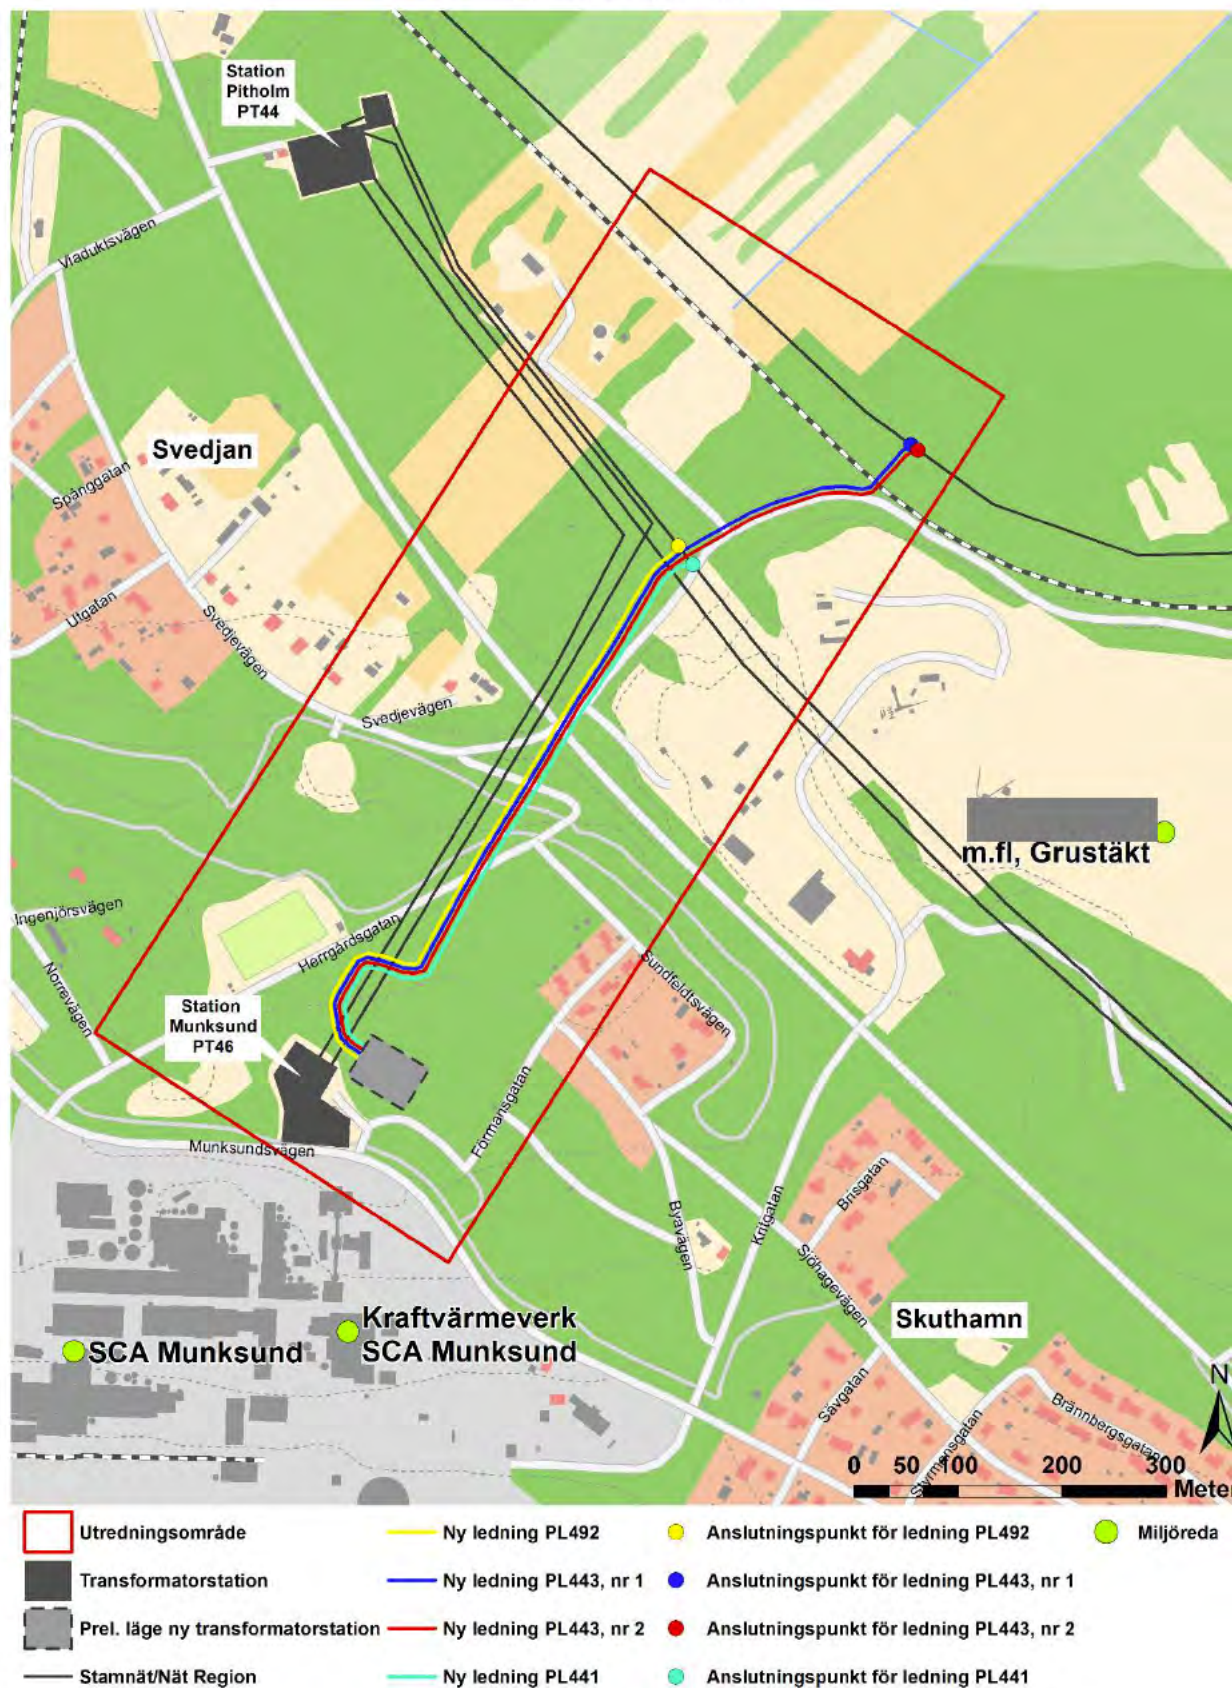 Station
Pitholm
PT44
Viaduktsvägen
Svedjan
Spånggatan
Utgatan
Svedjevägen
Svedjevägen
Ingenjörsvägen
Norrevägen
Herrgårdsgatan
Station
Munksund
PT46
Munksundsvägen
Sundfeldtsvägen
Förmansgatan
Byavägen
Kritgatan
Brisgatan
Sjöhagevägen
m.fl, Grustäkt
Skuthamn
Kraftvärmeverk
SCA Munksund
SCA Munksund
Sävgatan
Styrmansgatan
Brännbergsgatan
N
0 50 100 200 300
Meter
Utredningsområde
Ny ledning PL492
Anslutningspunkt för ledning PL492
Miljöreda
Transformatorstation
Ny ledning PL443, nr 1
Anslutningspunkt för ledning PL443, nr 1
Prel. läge ny transformatorstation
Ny ledning PL443, nr 2
Anslutningspunkt för ledning PL443, nr 2
Stamnät/Nät Region
Ny ledning PL441
Anslutningspunkt för ledning PL441